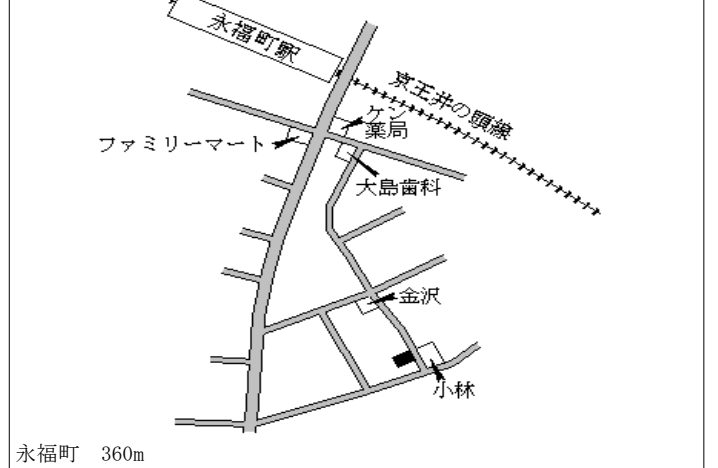 永福町駅
京王井の頭線
ケン
薬局
ファミリーマート
大島歯科
金沢
小林
永福町　360m